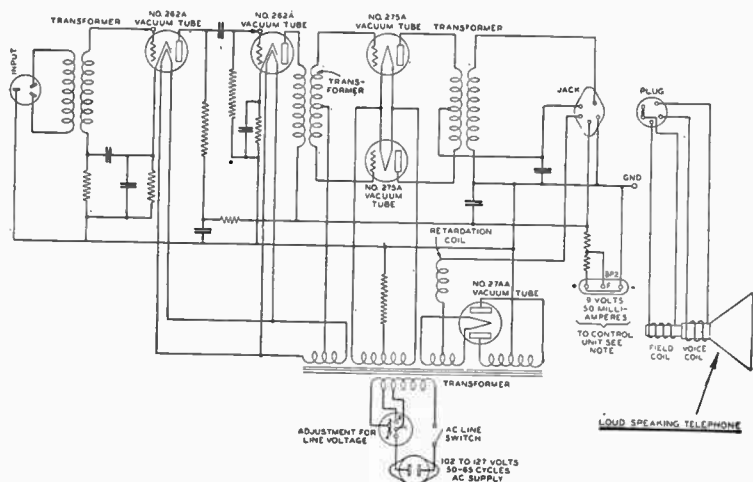 NO. 262A
VACUUM TUBE
NO. 262A
VACUUM TUBE
NO. 275A
VACUUM TUBE
TRANSFORMER
TRANSFORMER
INPUT
TRANS-
FORMER
JACK
PLUG
NO. 275A
VACUUM
TUBE
GND
RETARDATION
COIL
NO. 274A
VACUUM TUBE
BP2
F
9 VOLTS
50 MILLI-
AMPERES
TO CONTROL
UNIT SEE
NOTE
FIELD
COIL
VOICE
COIL
TRANSFORMER
LOUD SPEAKING TELEPHONE
ADJUSTMENT FOR
LINE VOLTAGE
AC LINE
SWITCH
102 TO 127 VOLTS
50-65 CYCLES
AC SUPPLY